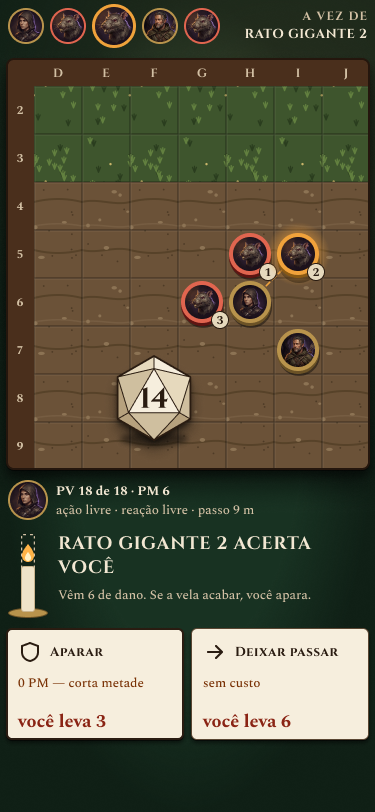 A VEZ DE
RATO GIGANTE 2
D E F G H I J
2
3
4
5
1
2
6
3
7
8
14
9
PV 18 de 18 · PM 6
ação livre · reação livre · passo 9 m
RATO GIGANTE 2 ACERTA
VOCÊ
Vêm 6 de dano. Se a vela acabar, você apara.
APARAR
0 PM — corta metade
você leva 3
DEIXAR PASSAR
sem custo
você leva 6